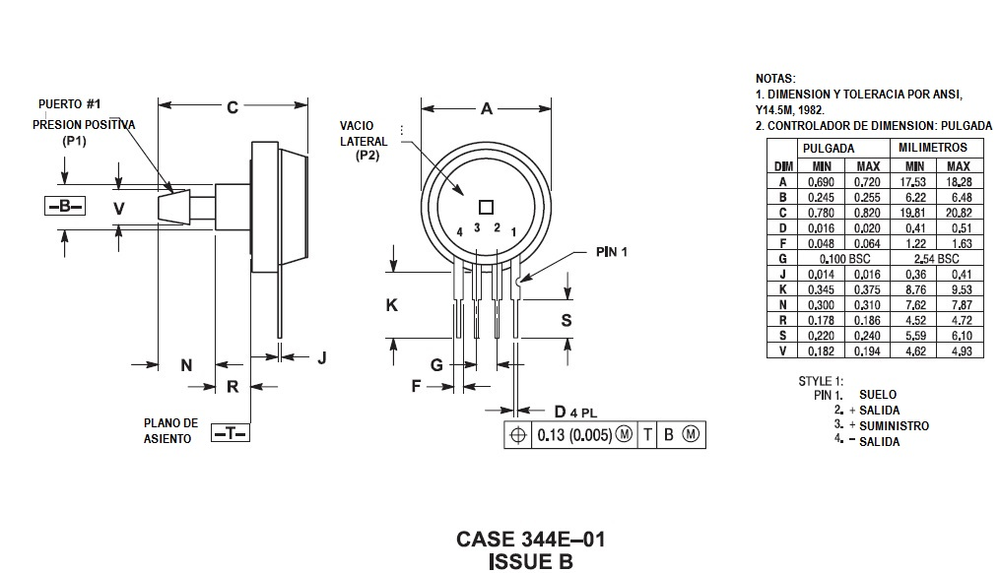 PUERTO #1
PRESION POSITIVA
(P1)
C
–B–
V
N
R
J
PLANO DE
ASIENTO
–T–
VACIO
LATERAL
(P2)
A
4 3 2 1
PIN 1
K
S
G
F
D 4 PL
0.13 (0.005) M T B M
NOTAS:
1. DIMENSION Y TOLERACIA POR ANSI,
Y14.5M, 1982.
2. CONTROLADOR DE DIMENSION: PULGADA
PULGADA MILIMETROS
DIM MIN MAX MIN MAX
A 0.690 0.720 17.53 18.28
B 0.245 0.255 6.22 6.48
C 0.780 0.820 19.81 20.82
D 0.016 0.020 0.41 0.51
F 0.048 0.064 1.22 1.63
G 0.100 BSC 2.54 BSC
J 0.014 0.016 0.36 0.41
K 0.345 0.375 8.76 9.53
N 0.300 0.310 7.62 7.87
R 0.178 0.186 4.52 4.72
S 0.220 0.240 5.59 6.10
V 0.182 0.194 4.62 4.93
STYLE 1:
PIN 1. SUELO
2. + SALIDA
3. + SUMINISTRO
4. – SALIDA
CASE 344E–01
ISSUE B